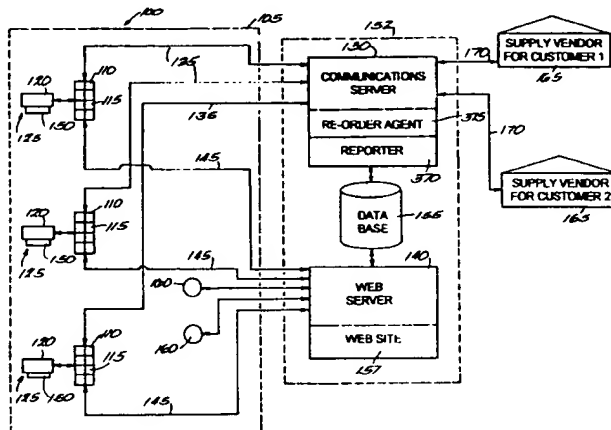 100
105
152
130
170
SUPPLY VENDOR
FOR CUSTOMER 1
165
COMMUNICATIONS
SERVER
RE-ORDER AGENT
375
REPORTER
370
170
SUPPLY VENDOR
FOR CUSTOMER 2
165
125
110
120
115
125
150
135
145
DATA
BASE
155
110
120
115
125
150
145
140
WEB
SERVER
WEB SITE
157
160
160
110
120
115
125
150
145